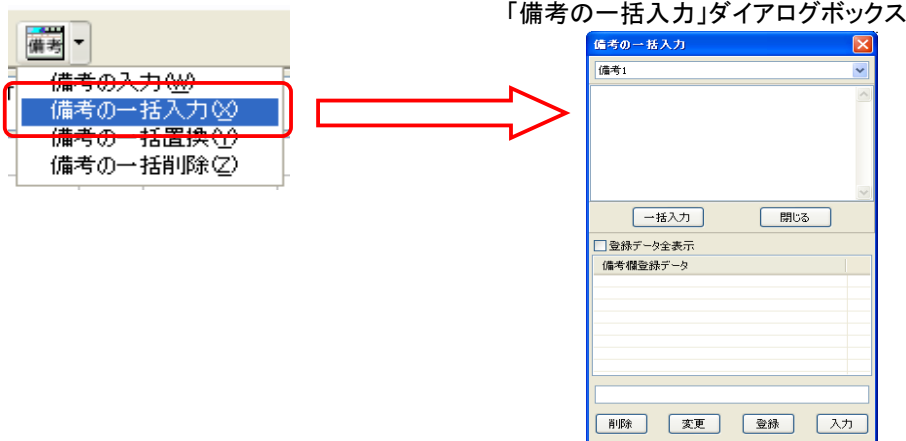 「備考の一括入力」ダイアログボックス
備考
備考の入力(W)
備考の一括入力(X)
備考の一括置換(Y)
備考の一括削除(Z)
備考の一括入力
備考1
一括入力
閉じる
登録データ全表示
備考欄登録データ
削除
変更
登録
入力